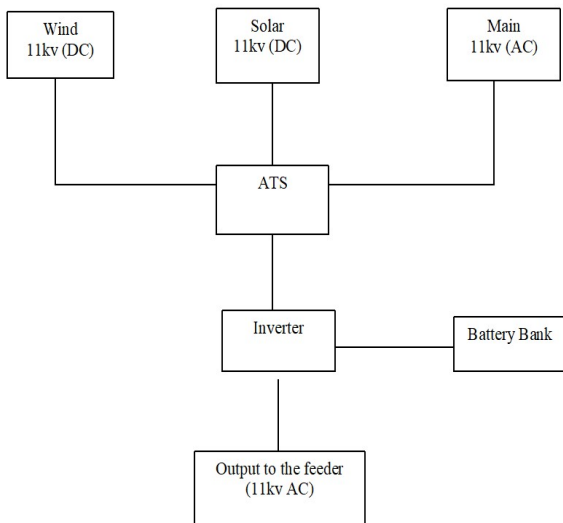 Wind
11kv (DC)
Solar
11kv (DC)
Main
11kv (AC)
ATS
Inverter
Battery Bank
Output to the feeder
(11kv AC)